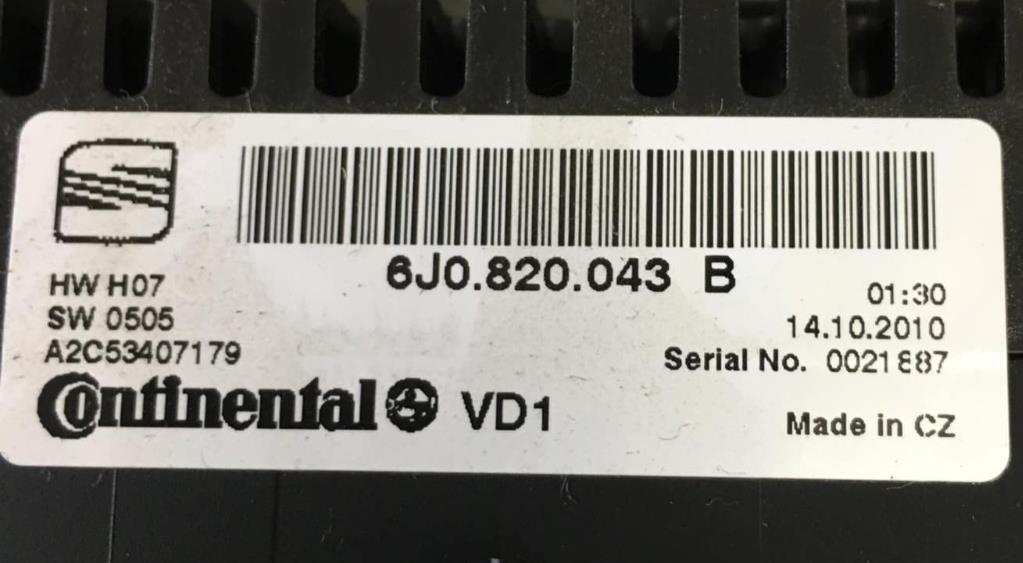 6J0.820.043 B
HW H07
SW 0505
A2C53407179
01:30
14.10.2010
Serial No. 0021887
Continental VD1
Made in CZ